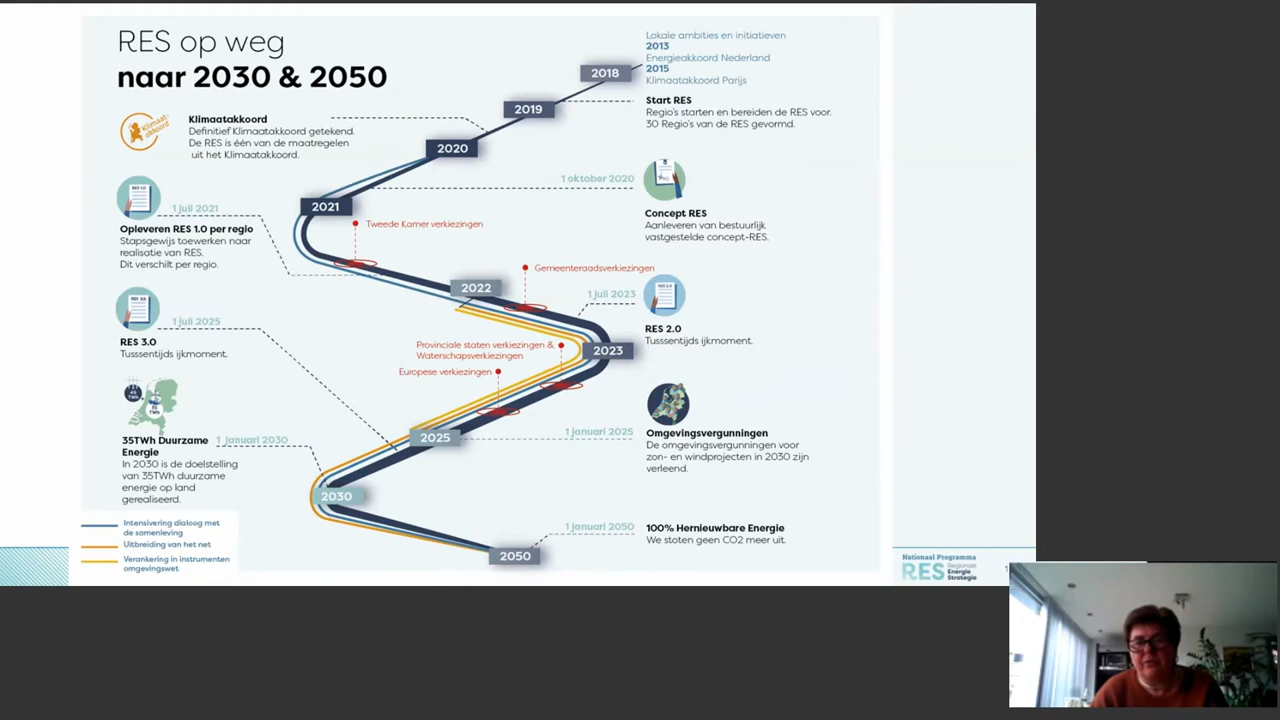 RES op weg
naar 2030 & 2050
Lokale ambities en initiatieven
2013
Energieakkoord Nederland
2015
Klimaatakkoord Parijs
2018
2019
Start RES
Regio's starten en bereiden de RES voor.
30 Regio's van de RES gevormd.
Klimaatakkoord
Definitief Klimaatakkoord getekend.
De RES is één van de maatregelen
uit het Klimaatakkoord.
2020
1 oktober 2020
Concept RES
Aanleveren van bestuurlijk
vastgestelde concept-RES.
2021
1 juli 2021
Opleveren RES 1.0 per regio
Stapsgewijs toewerken naar
realisatie van RES.
Dit verschilt per regio.
Tweede Kamer verkiezingen
Gemeenteraadsverkiezingen
2022
1 juli 2023
RES 2.0
Tusssentijds ijkmoment.
1 juli 2025
RES 3.0
Tusssentijds ijkmoment.
Provinciale staten verkiezingen &
Waterschapsverkiezingen
2023
Europese verkiezingen
2025
1 januari 2025
Omgevingsvergunningen
De omgevingsvergunningen voor
zon- en windprojecten in 2030 zijn
verleend.
35TWh Duurzame
Energie
1 januari 2030
In 2030 is de doelstelling
van 35TWh duurzame
energie op land
gerealiseerd.
2030
1 januari 2050
100% Hernieuwbare Energie
We stoten geen CO2 meer uit.
2050
Intensivering dialoog met
de samenleving
Uitbreiding van het net
Verankering in instrumenten
omgevingswet
Nationaal Programma
RES Regionale
Energie
Strategie